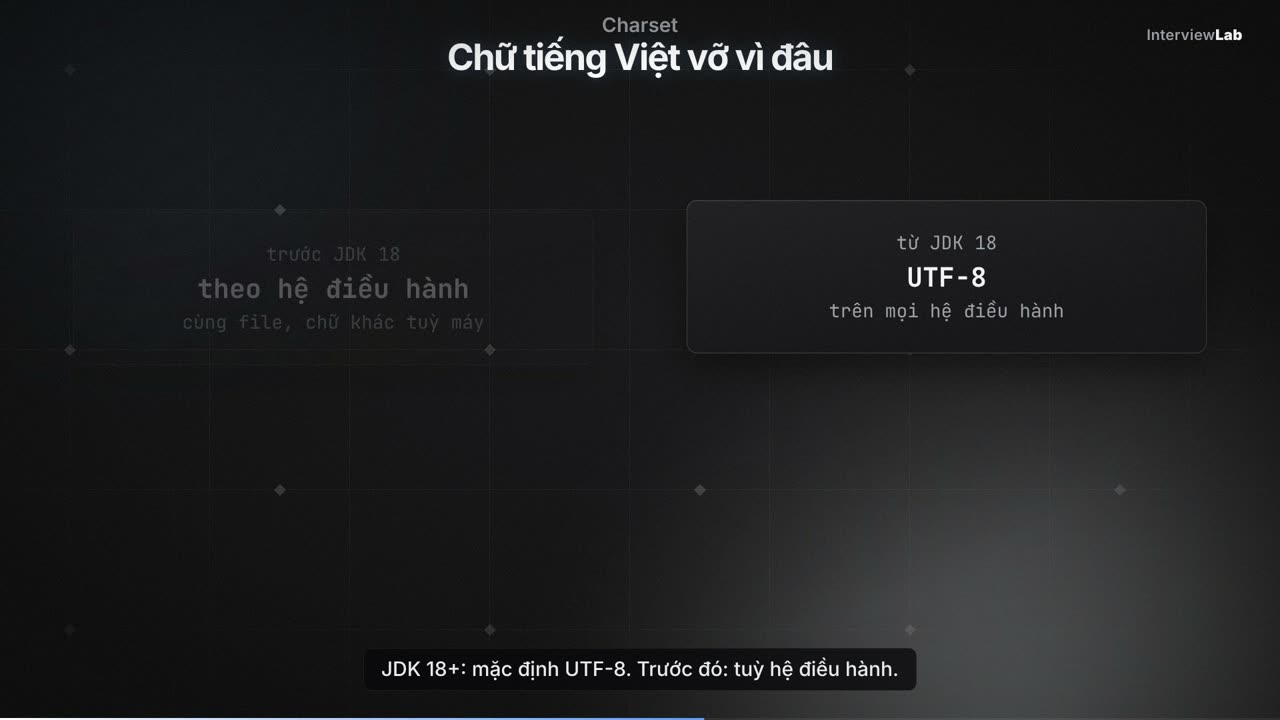 Charset
Chữ tiếng Việt vỡ vì đâu
InterviewLab
trước JDK 18
theo hệ điều hành
cùng file, chữ khác tuỳ máy
từ JDK 18
UTF-8
trên mọi hệ điều hành
JDK 18+: mặc định UTF-8. Trước đó: tuỳ hệ điều hành.